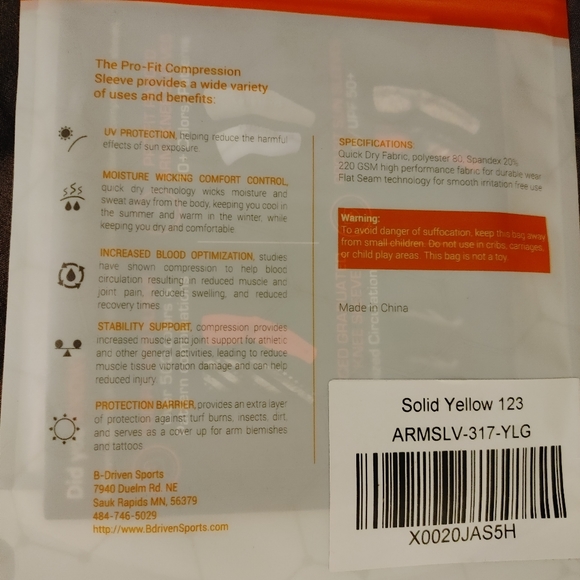 The Pro-Fit Compression
Sleeve provides a wide variety
of uses and benefits:
UV PROTECTION, helping reduce the harmful
effects of sun exposure.
MOISTURE WICKING COMFORT CONTROL,
quick dry technology wicks moisture and
sweat away from the body, keeping you cool in
the summer and warm in the winter, while
keeping you dry and comfortable.
INCREASED BLOOD OPTIMIZATION, studies
have shown compression to help blood
circulation resulting in reduced muscle and
joint pain, reduced swelling, and reduced
recovery times.
STABILITY SUPPORT, compression provides
increased muscle and joint support for athletic
and other general activities, leading to reduce
muscle tissue vibration damage and can help
reduced injury.
PROTECTION BARRIER, provides an extra layer
of protection against turf burns, insects, dirt,
and serves as a cover up for arm blemishes
and tattoos.
B-Driven Sports
7940 Duelm Rd. NE
Sauk Rapids MN, 56379
484-746-5029
http://www.BdrivenSports.com
SPECIFICATIONS:
Quick Dry Fabric, polyester 80, Spandex 20%
220 GSM high performance fabric for durable wear
Flat Seam technology for smooth irritation free use
Warning:
To avoid danger of suffocation, keep this bag away
from small children. Do not use in cribs, carriages,
or child play areas. This bag is not a toy.
Made in China
Solid Yellow 123
ARMSLV-317-YLG
X0020JAS5H